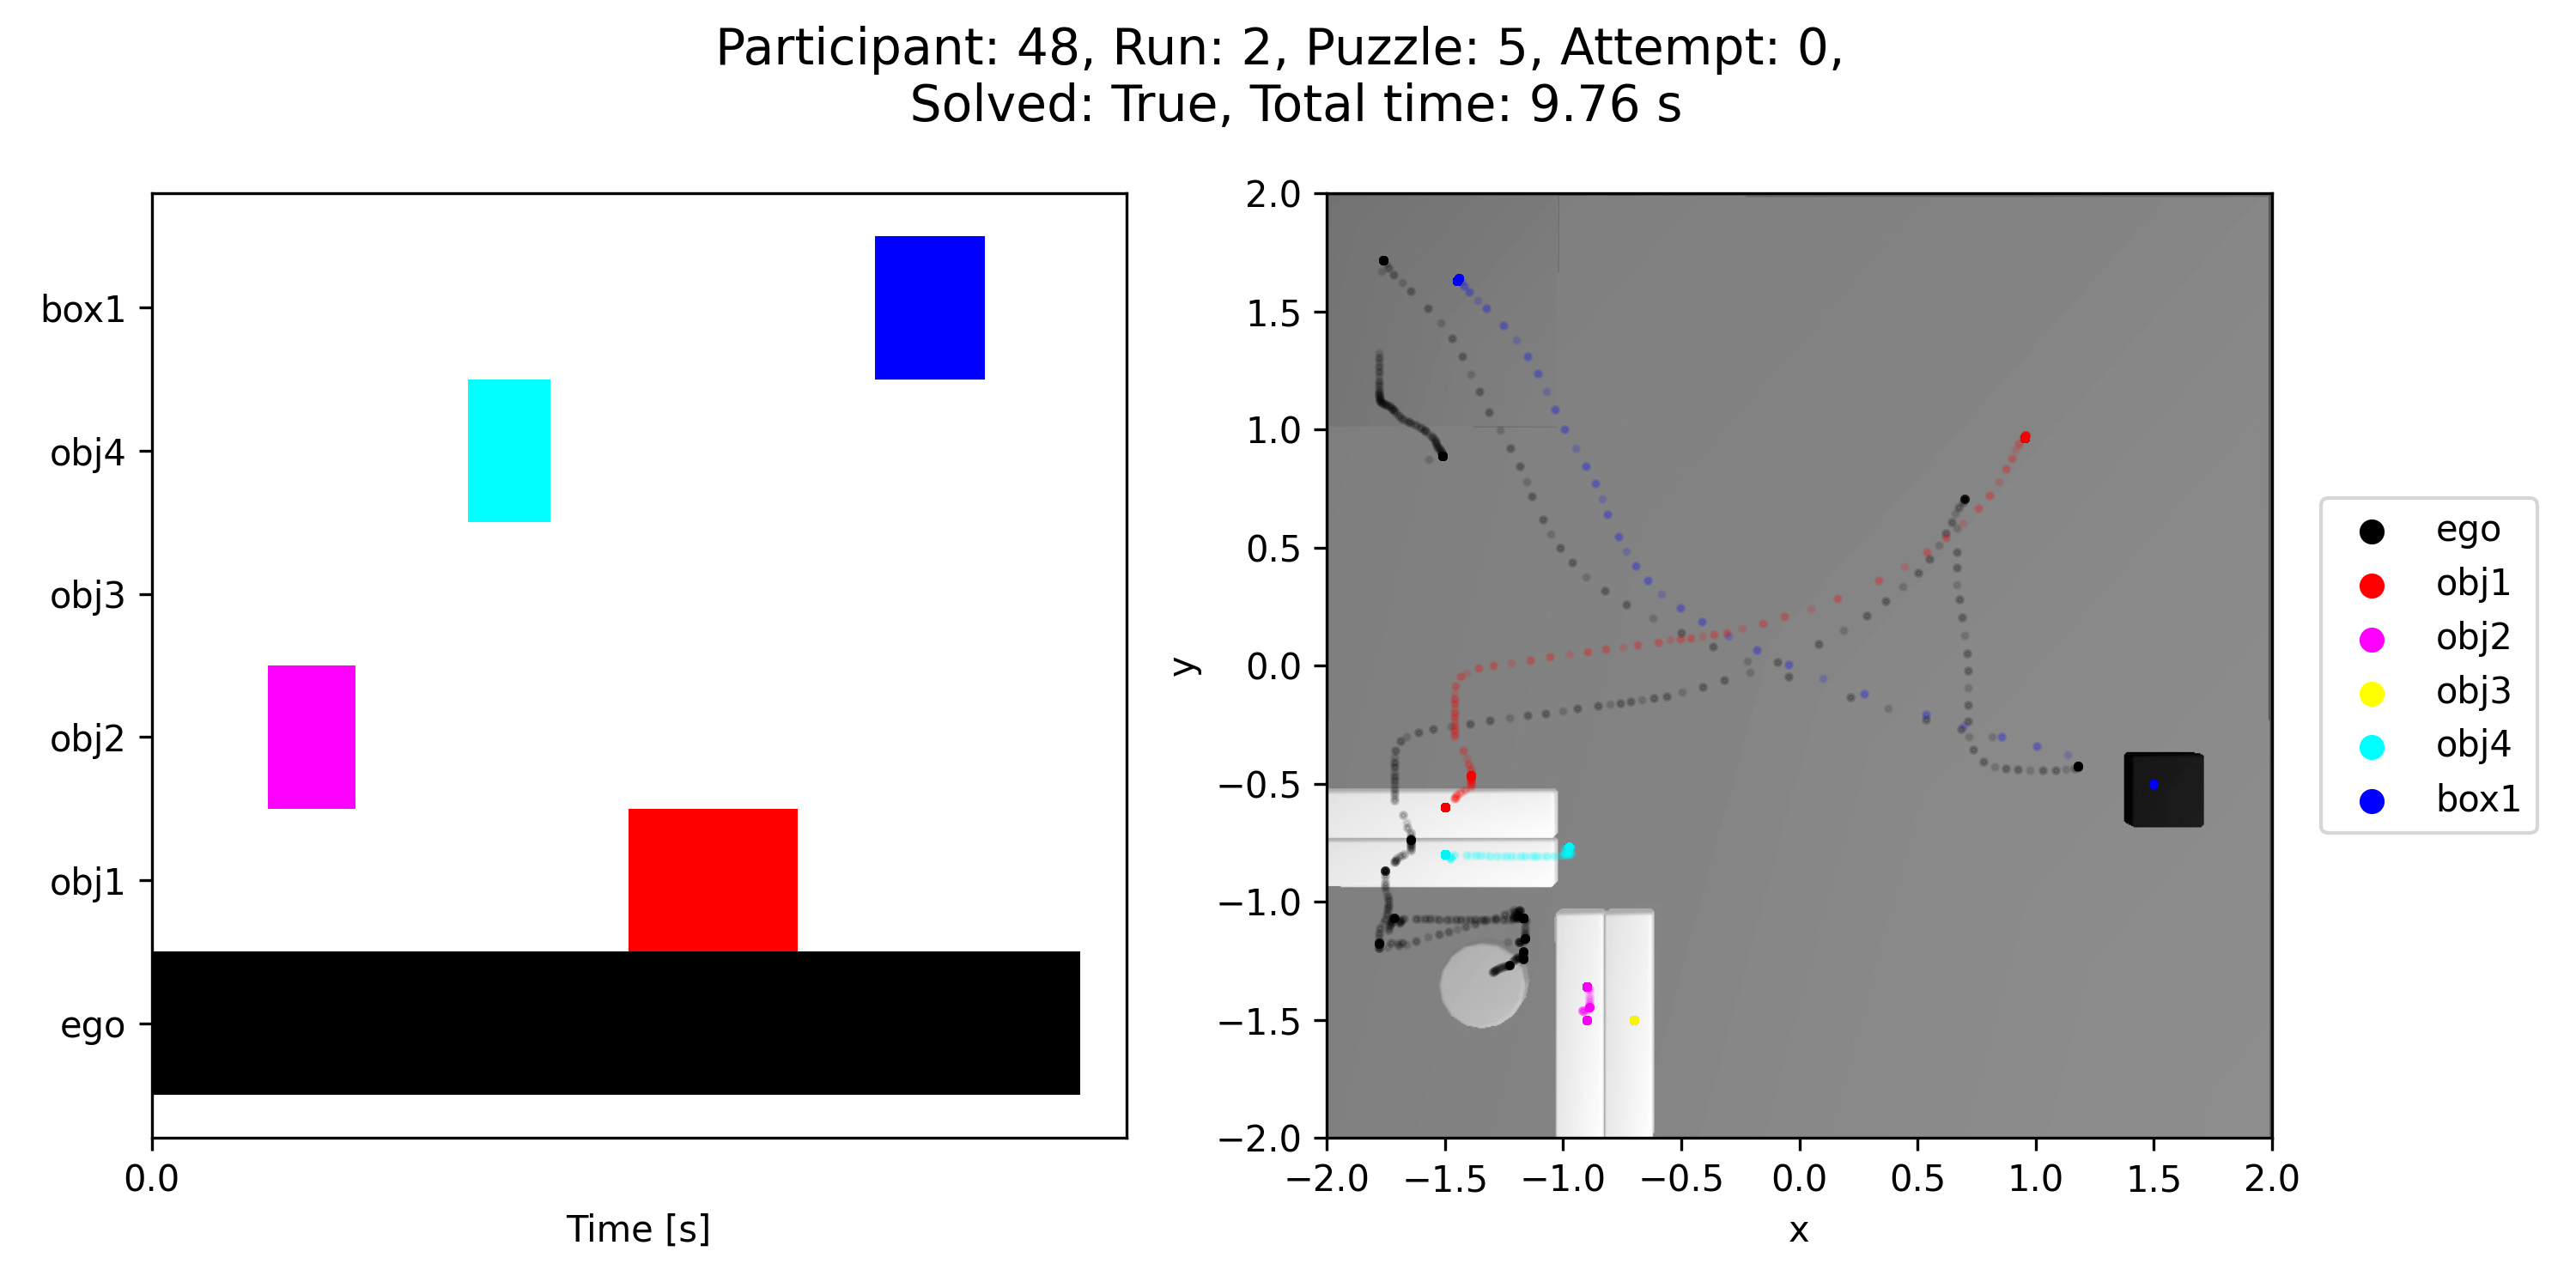 Participant: 48, Run: 2, Puzzle: 5, Attempt: 0,
Solved: True, Total time: 9.76 s
box1
obj4
obj3
obj2
obj1
ego
0.0
Time [s]
2.0
1.5
1.0
0.5
0.0
−0.5
−1.0
−1.5
−2.0
y
−2.0 −1.5 −1.0 −0.5 0.0 0.5 1.0 1.5 2.0
x
ego
obj1
obj2
obj3
obj4
box1